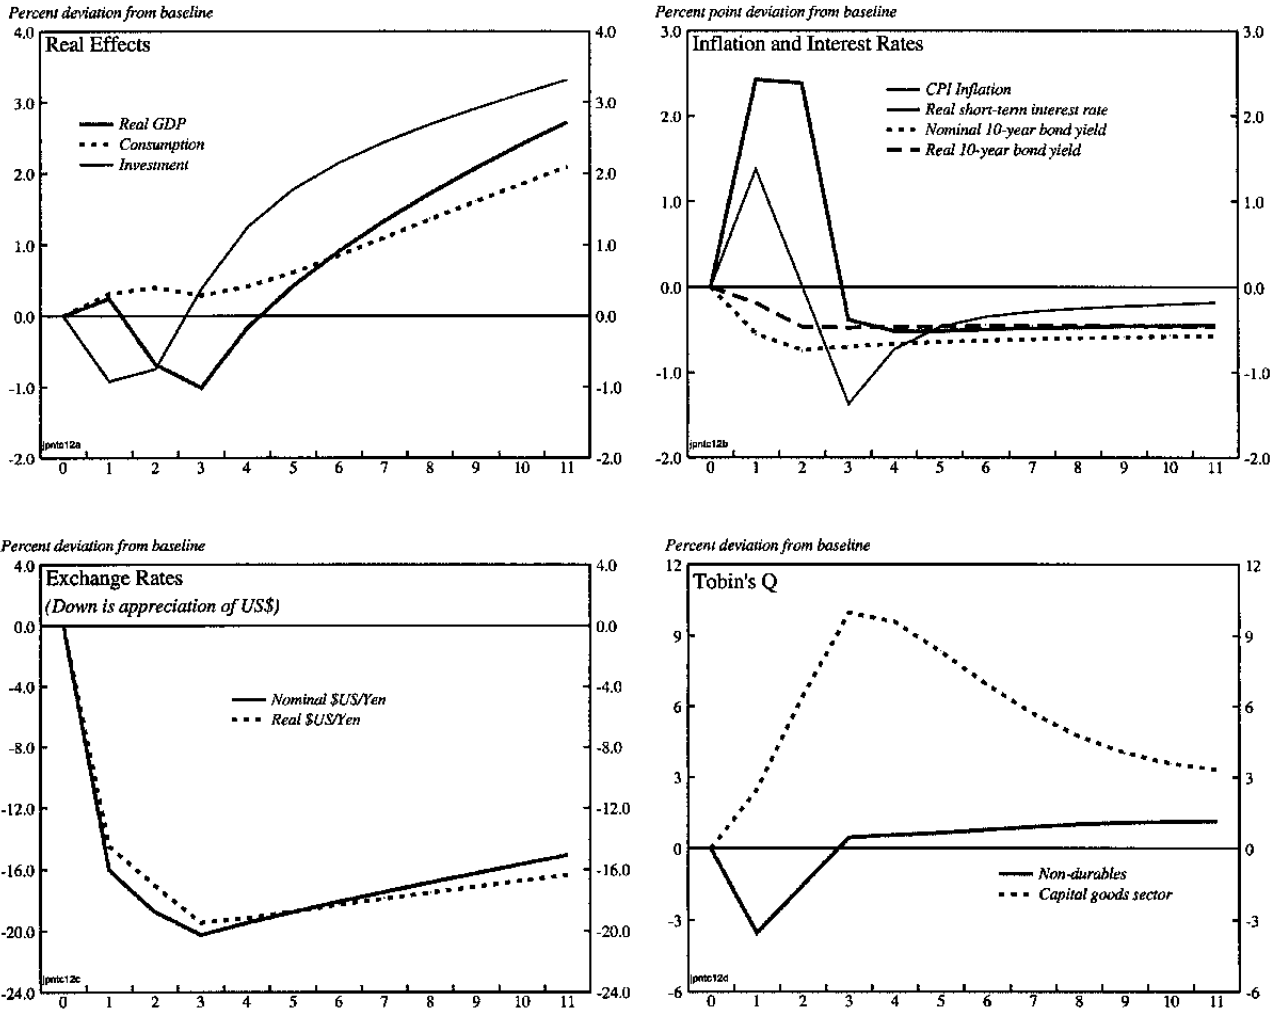 Percent deviation from baseline
4.0
3.0
2.0
1.0
0.0
-1.0
-2.0
Real Effects
Real GDP
Consumption
Investment
jpntc12a
4.0
3.0
2.0
1.0
0.0
-1.0
-2.0
0 1 2 3 4 5 6 7 8 9 10 11
Percent point deviation from baseline
3.0
2.0
1.0
0.0
-1.0
-2.0
Inflation and Interest Rates
CPI Inflation
Real short-term interest rate
Nominal 10-year bond yield
Real 10-year bond yield
jpntc12b
3.0
2.0
1.0
0.0
-1.0
-2.0
0 1 2 3 4 5 6 7 8 9 10 11
Percent deviation from baseline
4.0
0.0
-4.0
-8.0
-12.0
-16.0
-20.0
-24.0
Exchange Rates
(Down is appreciation of US$)
Nominal $US/Yen
Real $US/Yen
jpntc12c
4.0
0.0
-4.0
-8.0
-12.0
-16.0
-20.0
-24.0
0 1 2 3 4 5 6 7 8 9 10 11
Percent deviation from baseline
12
9
6
3
0
-3
-6
Tobin's Q
Non-durables
Capital goods sector
jpntc12d
12
9
6
3
0
-3
-6
0 1 2 3 4 5 6 7 8 9 10 11